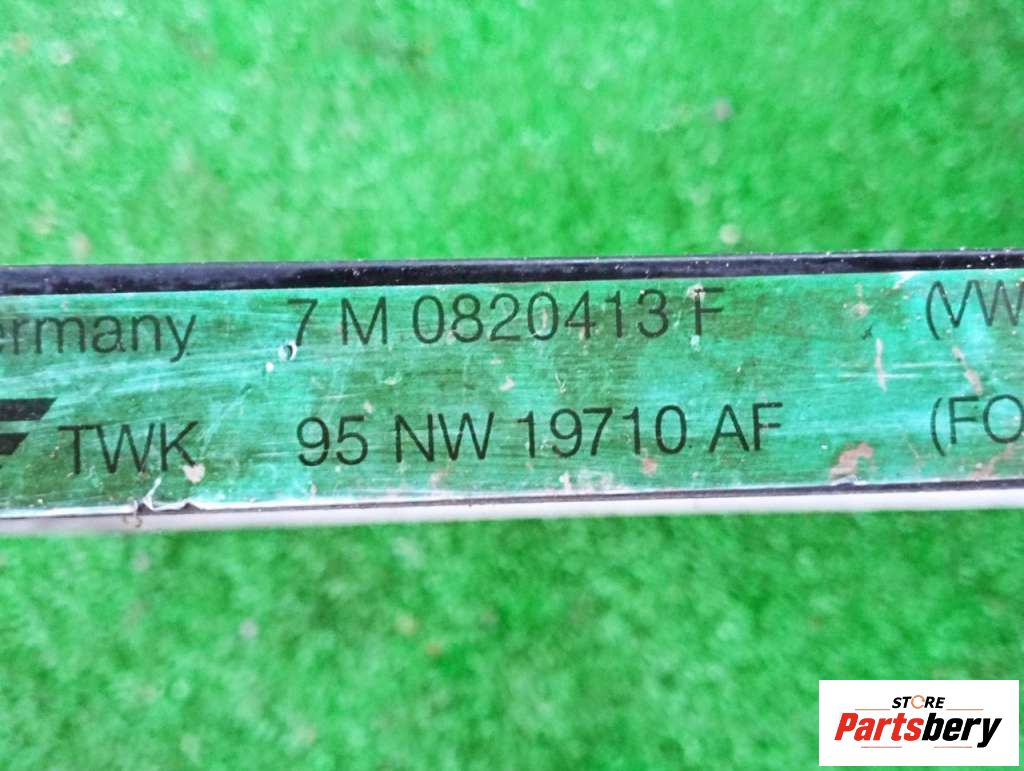 ermany 7 M 0820413 F (VW
TWK 95 NW 19710 AF (FO
STORE
Partsbery